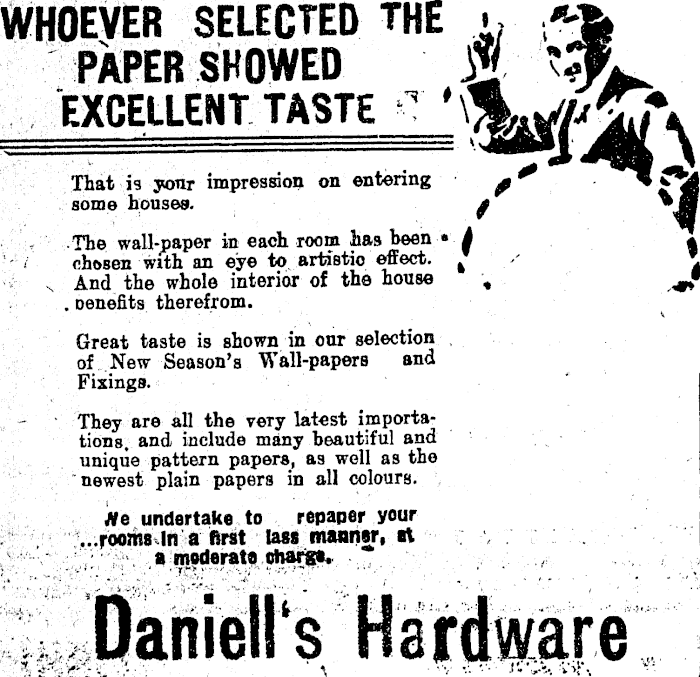 WHOEVER SELECTED THE
PAPER SHOWED
EXCELLENT TASTE
That is your impression on entering
some houses.
The wall-paper in each room has been
chosen with an eye to artistic effect.
And the whole interior of the house
benefits therefrom.
Great taste is shown in our selection
of New Season's Wall-papers and
Fixings.
They are all the very latest importa-
tions, and include many beautiful and
unique pattern papers, as well as the
newest plain papers in all colours.
We undertake to repaper your
...rooms in a first lass manner, at
a moderate charge.
Daniell's Hardware